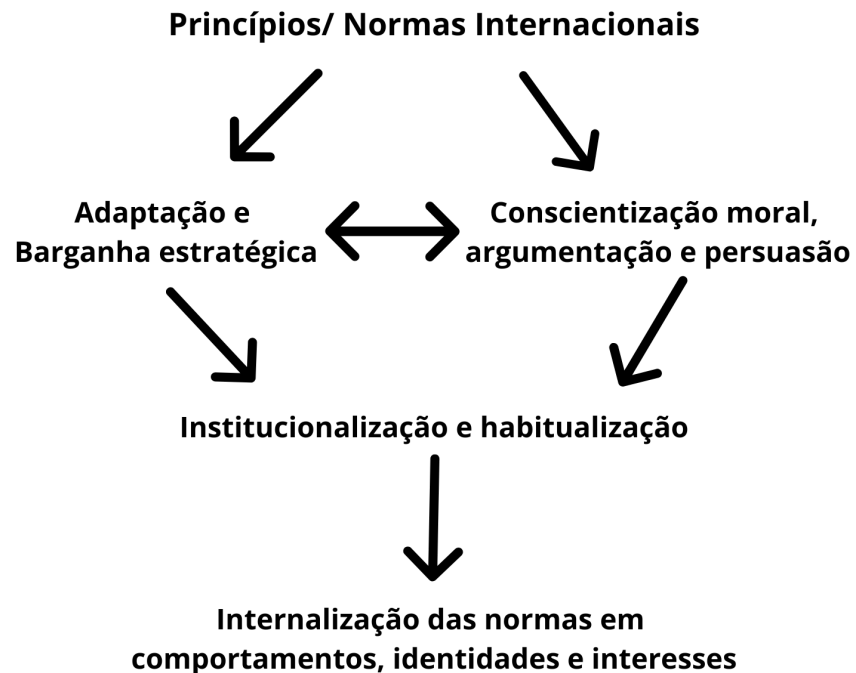 Princípios/ Normas Internacionais
Adaptação e
Barganha estratégica
Conscientização moral,
argumentação e persuasão
Institucionalização e habitualização
Internalização das normas em
comportamentos, identidades e interesses